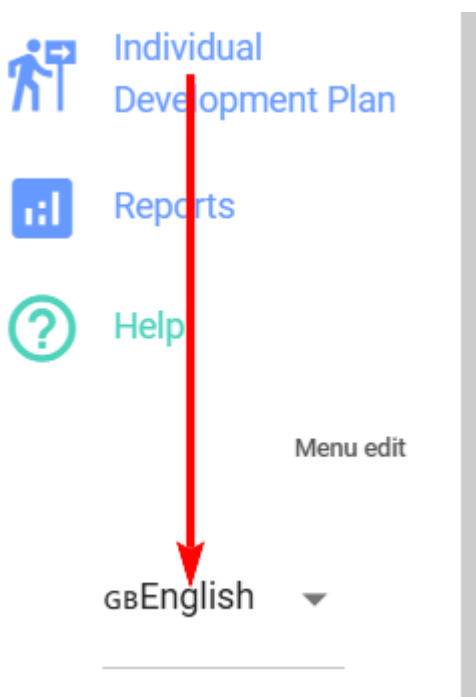 Individual
Development Plan
Reports
Help
Menu edit
GBEnglish